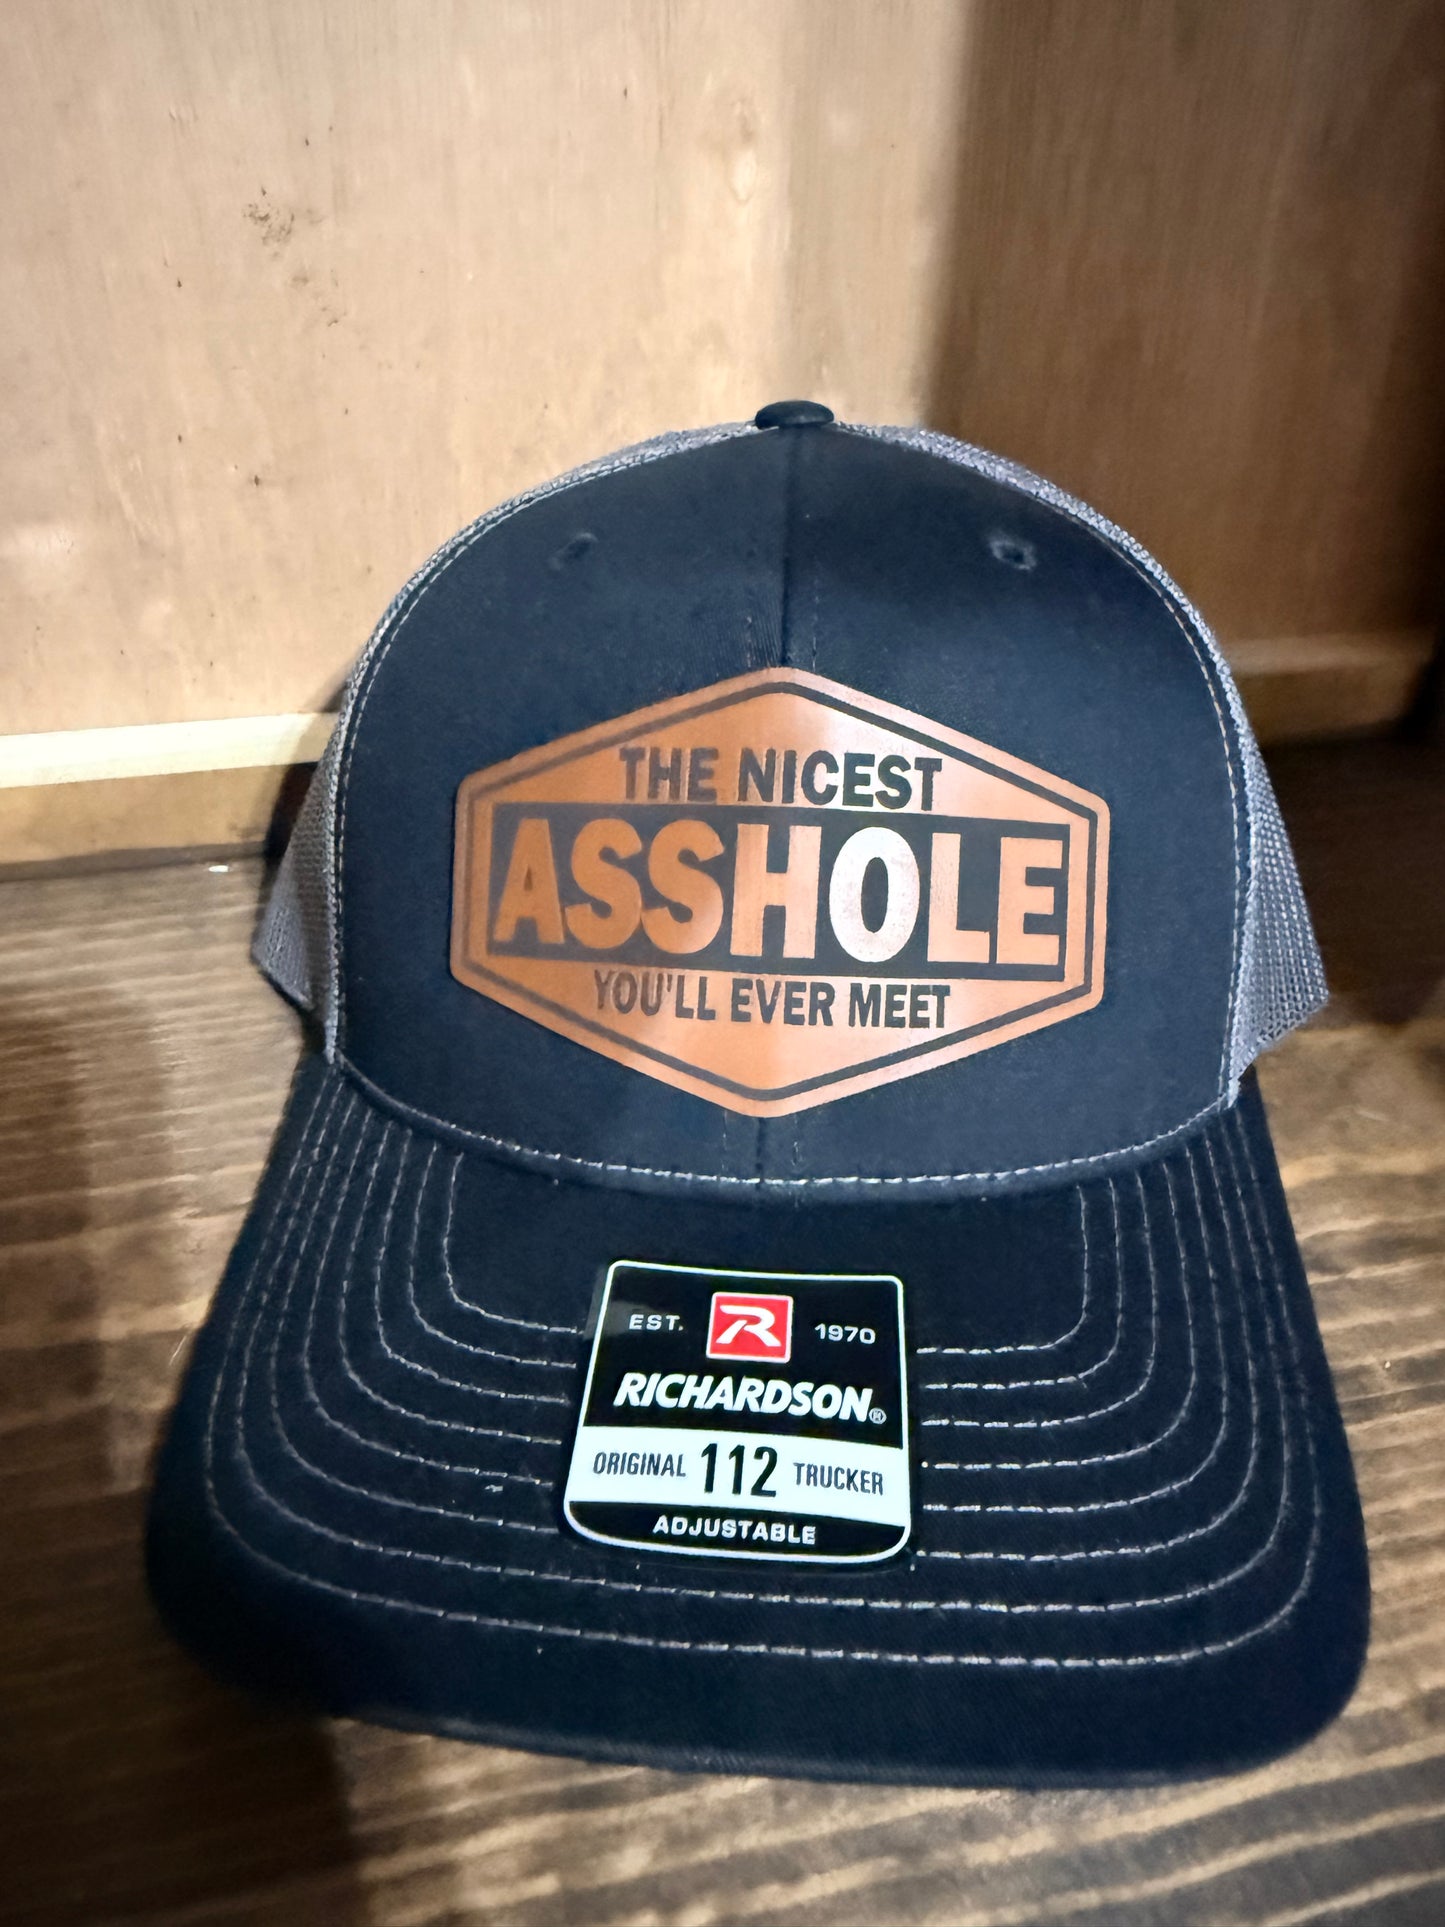 THE NICEST
ASSHOLE
YOU'LL EVER MEET
EST. R 1970
RICHARDSON®
ORIGINAL 112 TRUCKER
ADJUSTABLE